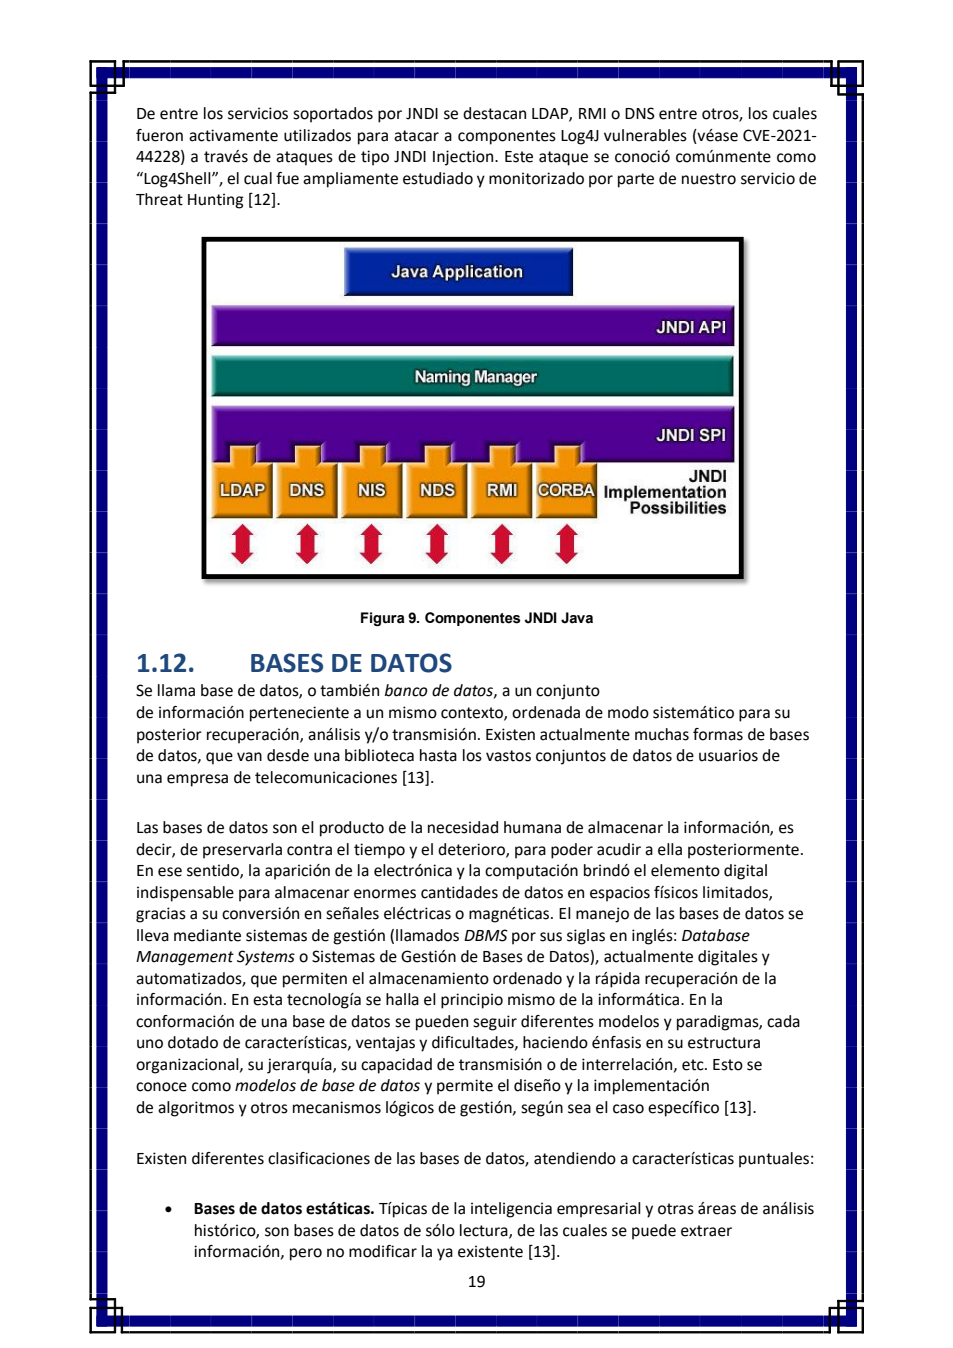 De entre los servicios soportados por JNDI se destacan LDAP, RMI o DNS entre otros, los cuales
fueron activamente utilizados para atacar a componentes Log4J vulnerables (véase CVE-2021-
44228) a través de ataques de tipo JNDI Injection. Este ataque se conoció comúnmente como
“Log4Shell”, el cual fue ampliamente estudiado y monitorizado por parte de nuestro servicio de
Threat Hunting [12].
Java Application
JNDI API
Naming Manager
JNDI SPI
LDAP DNS NIS NDS RMI CORBA
JNDI
Implementation
Possibilities
Figura 9. Componentes JNDI Java
1.12. BASES DE DATOS
Se llama base de datos, o también banco de datos, a un conjunto
de información perteneciente a un mismo contexto, ordenada de modo sistemático para su
posterior recuperación, análisis y/o transmisión. Existen actualmente muchas formas de bases
de datos, que van desde una biblioteca hasta los vastos conjuntos de datos de usuarios de
una empresa de telecomunicaciones [13].
Las bases de datos son el producto de la necesidad humana de almacenar la información, es
decir, de preservarla contra el tiempo y el deterioro, para poder acudir a ella posteriormente.
En ese sentido, la aparición de la electrónica y la computación brindó el elemento digital
indispensable para almacenar enormes cantidades de datos en espacios físicos limitados,
gracias a su conversión en señales eléctricas o magnéticas. El manejo de las bases de datos se
lleva mediante sistemas de gestión (llamados DBMS por sus siglas en inglés: Database
Management Systems o Sistemas de Gestión de Bases de Datos), actualmente digitales y
automatizados, que permiten el almacenamiento ordenado y la rápida recuperación de la
información. En esta tecnología se halla el principio mismo de la informática. En la
conformación de una base de datos se pueden seguir diferentes modelos y paradigmas, cada
uno dotado de características, ventajas y dificultades, haciendo énfasis en su estructura
organizacional, su jerarquía, su capacidad de transmisión o de interrelación, etc. Esto se
conoce como modelos de base de datos y permite el diseño y la implementación
de algoritmos y otros mecanismos lógicos de gestión, según sea el caso específico [13].
Existen diferentes clasificaciones de las bases de datos, atendiendo a características puntuales:
• Bases de datos estáticas. Típicas de la inteligencia empresarial y otras áreas de análisis
histórico, son bases de datos de sólo lectura, de las cuales se puede extraer
información, pero no modificar la ya existente [13].
19